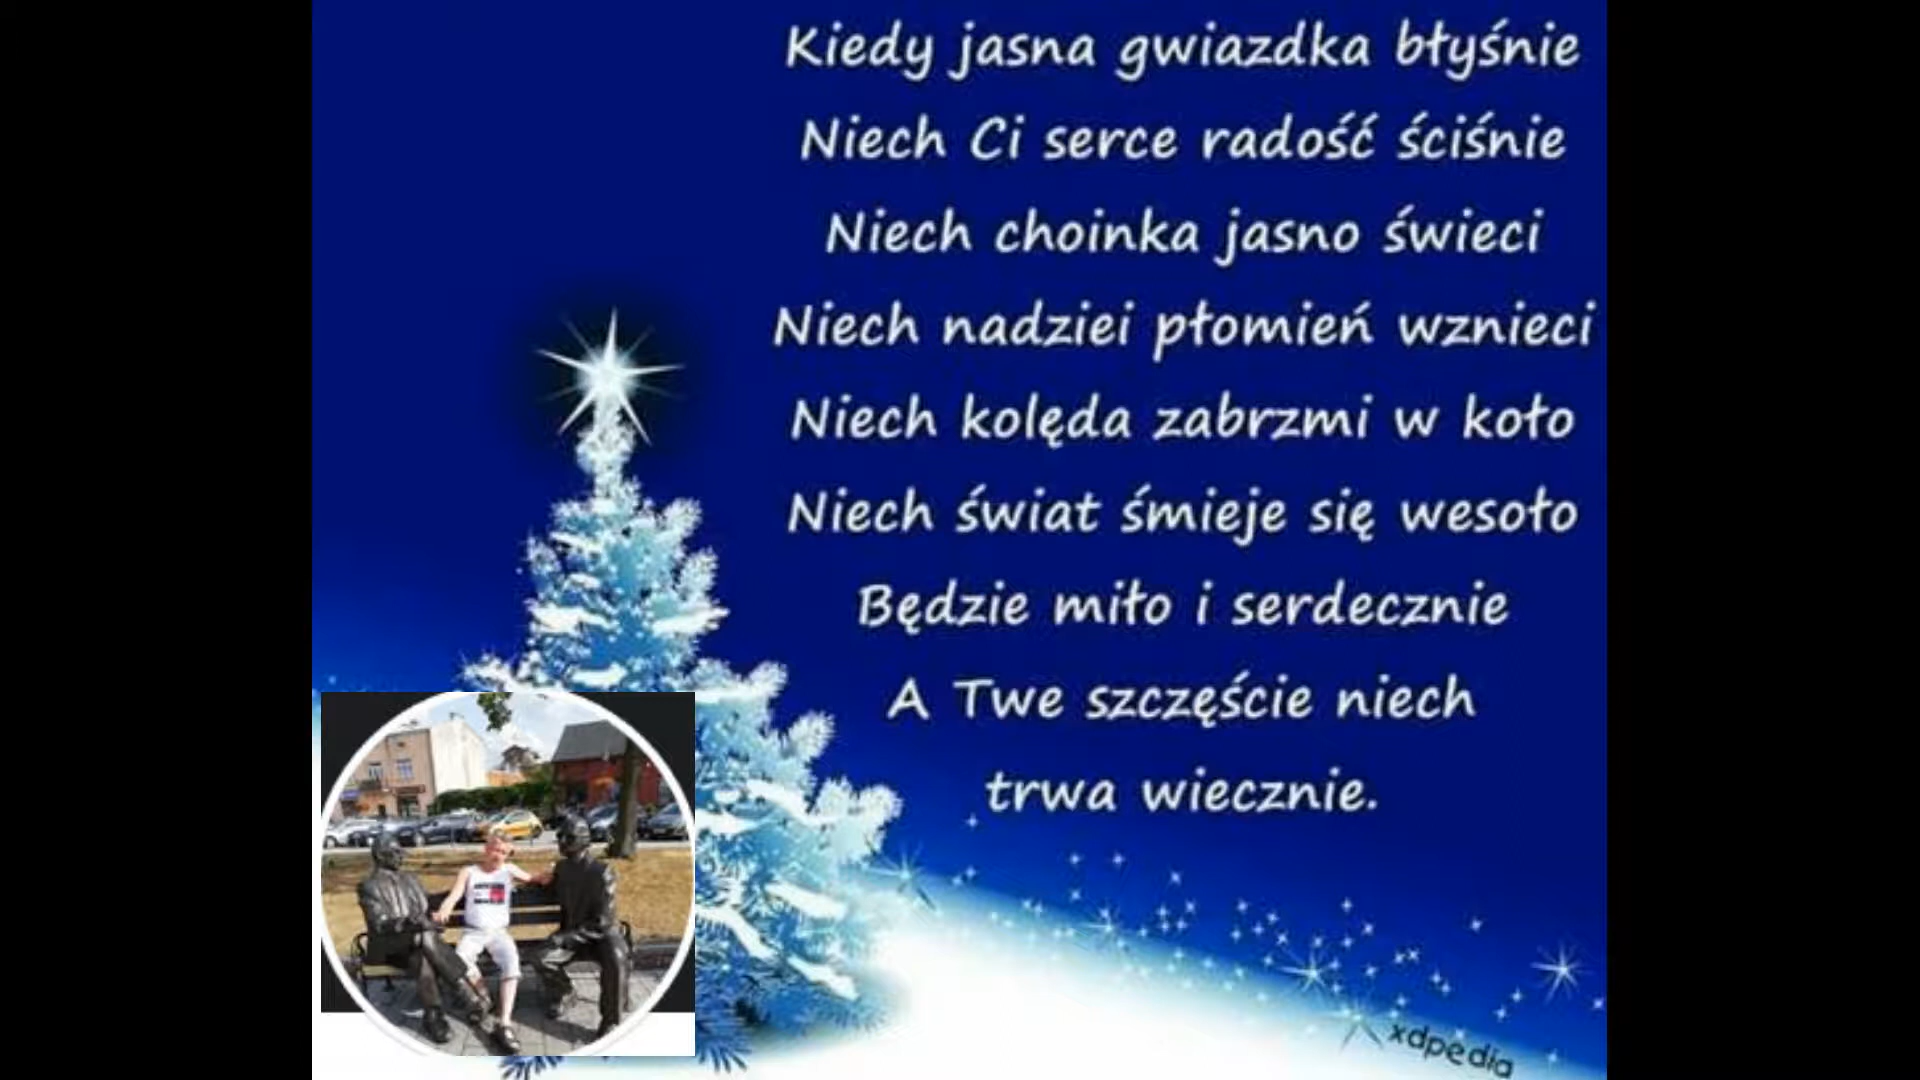 Kiedy jasna gwiazdka błyśnie
Niech Ci serce radość ściśnie
Niech choinka jasno świeci
Niech nadziei płomień wznieci
Niech kolęda zabrzmi w koło
Niech świat śmieje się wesoło
Będzie miło i serdecznie
A Twe szczęście niech
trwa wiecznie.
xdpedia